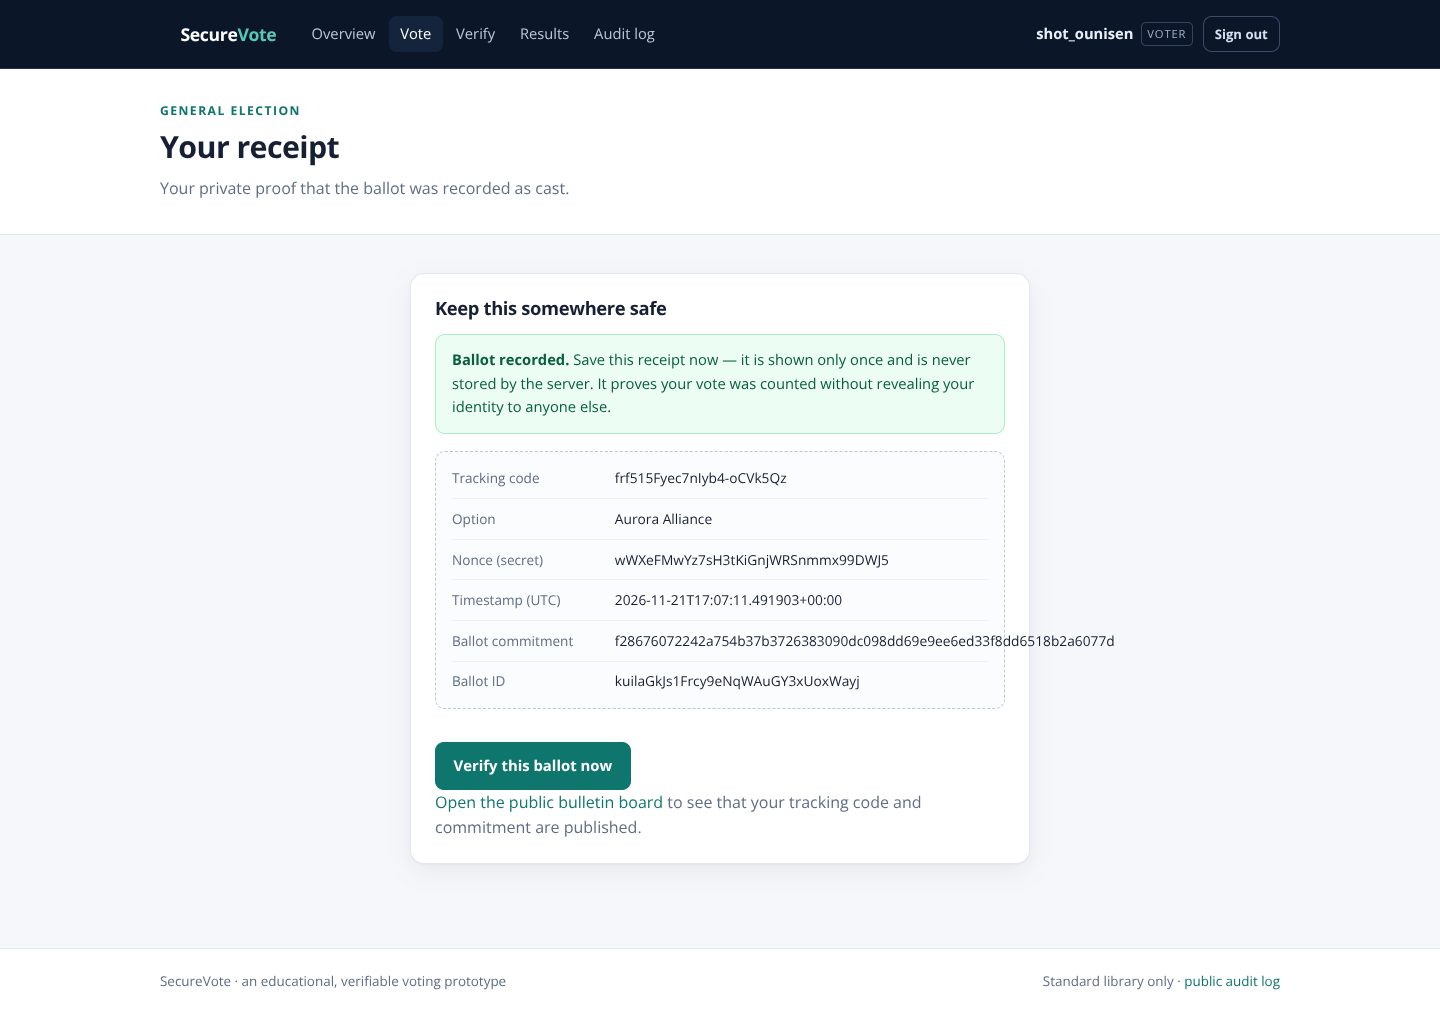 SecureVote Overview Vote Verify Results Audit log shot_ounisen VOTER Sign out
GENERAL ELECTION
Your receipt
Your private proof that the ballot was recorded as cast.
Keep this somewhere safe
Ballot recorded. Save this receipt now — it is shown only once and is never
stored by the server. It proves your vote was counted without revealing your
identity to anyone else.
Tracking code frf515Fyec7nIyb4-oCVk5Qz
Option Aurora Alliance
Nonce (secret) wWXeFMwYz7sH3tKiGnjWRSnmmx99DWJ5
Timestamp (UTC) 2026-11-21T17:07:11.491903+00:00
Ballot commitment f28676072242a754b37b3726383090dc098dd69e9ee6ed33f8dd6518b2a6077d
Ballot ID kuilaGkJs1Frcy9eNqWAuGY3xUoxWayj
Verify this ballot now
Open the public bulletin board to see that your tracking code and
commitment are published.
SecureVote · an educational, verifiable voting prototype
Standard library only · public audit log